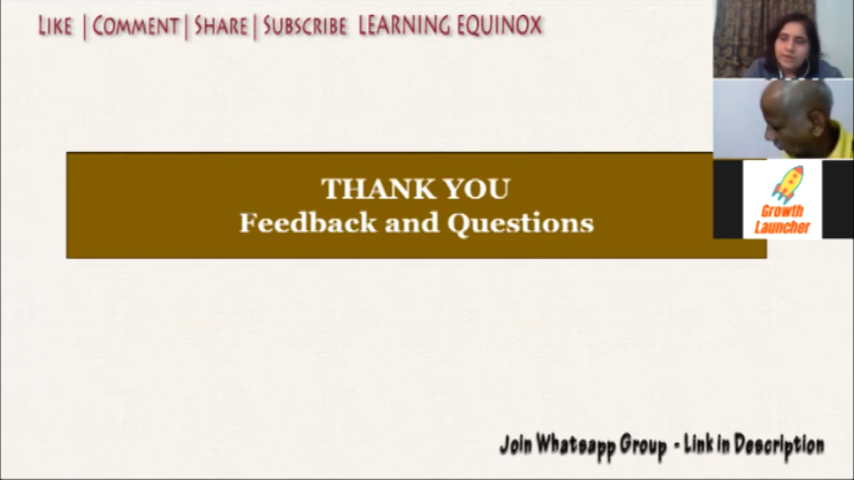 LIKE | COMMENT | SHARE | SUBSCRIBE LEARNING EQUINOX
THANK YOU
Feedback and Questions
Growth
Launcher
Join Whatsapp Group - Link in Description